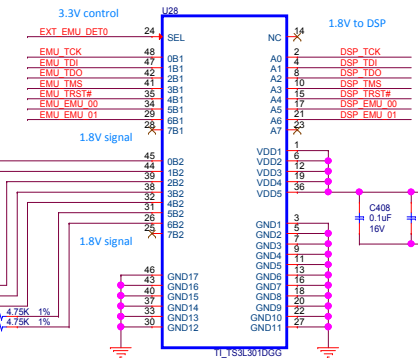 3.3V control
U28
1.8V to DSP
EXT_EMU_DET0 24 SEL
NC 14
EMU_TCK 48 0B1 A0 2 DSP_TCK
EMU_TDI 47 1B1 A1 4 DSP_TDI
EMU_TDO 42 2B1 A2 8 DSP_TDO
EMU_TMS 41 3B1 A3 10 DSP_TMS
EMU_TRST# 35 4B1 A4 15 DSP_TRST#
EMU_EMU_00 34 5B1 A5 17 DSP_EMU_00
EMU_EMU_01 29 6B1 A6 21 DSP_EMU_01
28 7B1 A7 23
1.8V signal
VDD1 1
45 0B2 VDD2 6
44 1B2 VDD3 12
39 2B2 VDD4 19
38 3B2 VDD5 36
32 4B2
31 5B2
26 6B2
25 7B2
C408
0.1uF
16V
1.8V signal
GND1 3
GND2 5
GND3 7
GND4 9
GND5 11
46 GND17 GND6 13
43 GND16 GND7 16
40 GND15 GND8 18
37 GND14 GND9 20
33 GND13 GND10 22
30 GND12 GND11 27
4.75K 1%
4.75K 1%
TI_TS3L301DGG